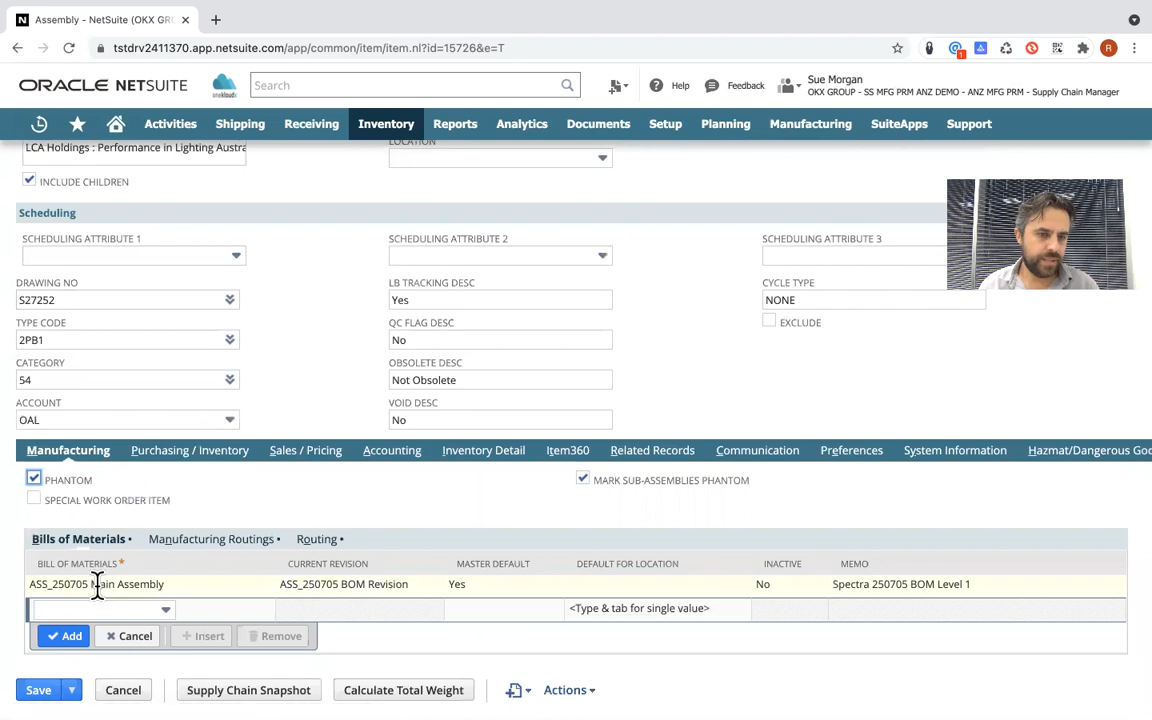 Assembly - NetSuite (OKX GRO
tstdrv2411370.app.netsuite.com/app/common/item/item.nl?id=15726&e=T
1
R
ORACLE NETSUITE
onekloudx
Search
Help
Feedback
Sue Morgan
OKX GROUP - SS MFG PRM ANZ DEMO - ANZ MFG PRM - Supply Chain Manager
Activities Shipping Receiving Inventory Reports Analytics Documents Setup Planning Manufacturing SuiteApps Support
LCA Holdings : Performance in Lighting Austra
LOCATION
INCLUDE CHILDREN
Scheduling
SCHEDULING ATTRIBUTE 1 SCHEDULING ATTRIBUTE 2 SCHEDULING ATTRIBUTE 3
DRAWING NO LB TRACKING DESC CYCLE TYPE
S27252 Yes NONE
TYPE CODE QC FLAG DESC EXCLUDE
2PB1 No
CATEGORY OBSOLETE DESC
54 Not Obsolete
ACCOUNT VOID DESC
OAL No
Manufacturing Purchasing / Inventory Sales / Pricing Accounting Inventory Detail Item360 Related Records Communication Preferences System Information Hazmat/Dangerous Goo
PHANTOM MARK SUB-ASSEMBLIES PHANTOM
SPECIAL WORK ORDER ITEM
Bills of Materials • Manufacturing Routings • Routing •
BILL OF MATERIALS * CURRENT REVISION MASTER DEFAULT DEFAULT FOR LOCATION INACTIVE MEMO
ASS_250705 Main Assembly ASS_250705 BOM Revision Yes No Spectra 250705 BOM Level 1
<Type & tab for single value>
Add Cancel + Insert Remove
Save Cancel Supply Chain Snapshot Calculate Total Weight Actions